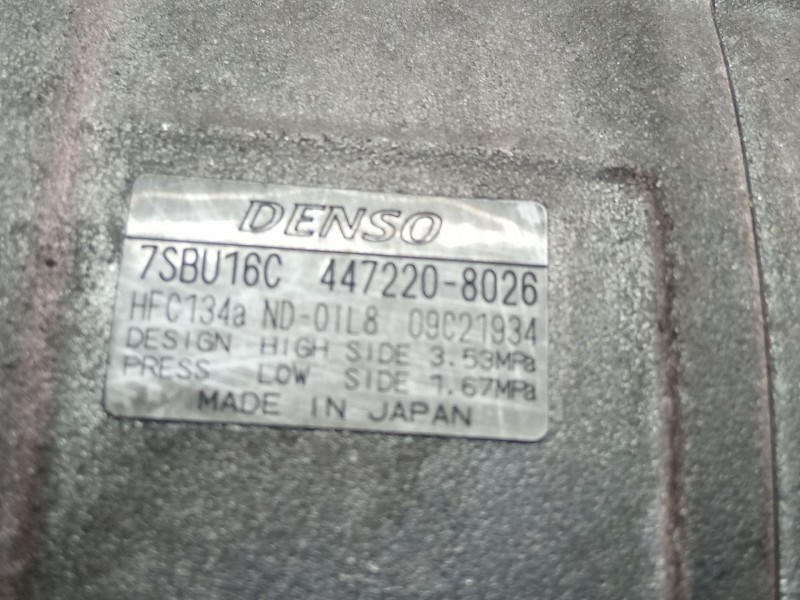 DENSO
7SBU16C 447220-8026
HFC134a ND-OIL8 09C21934
DESIGN HIGH SIDE 3.53MPa
PRESS LOW SIDE 1.67MPa
MADE IN JAPAN